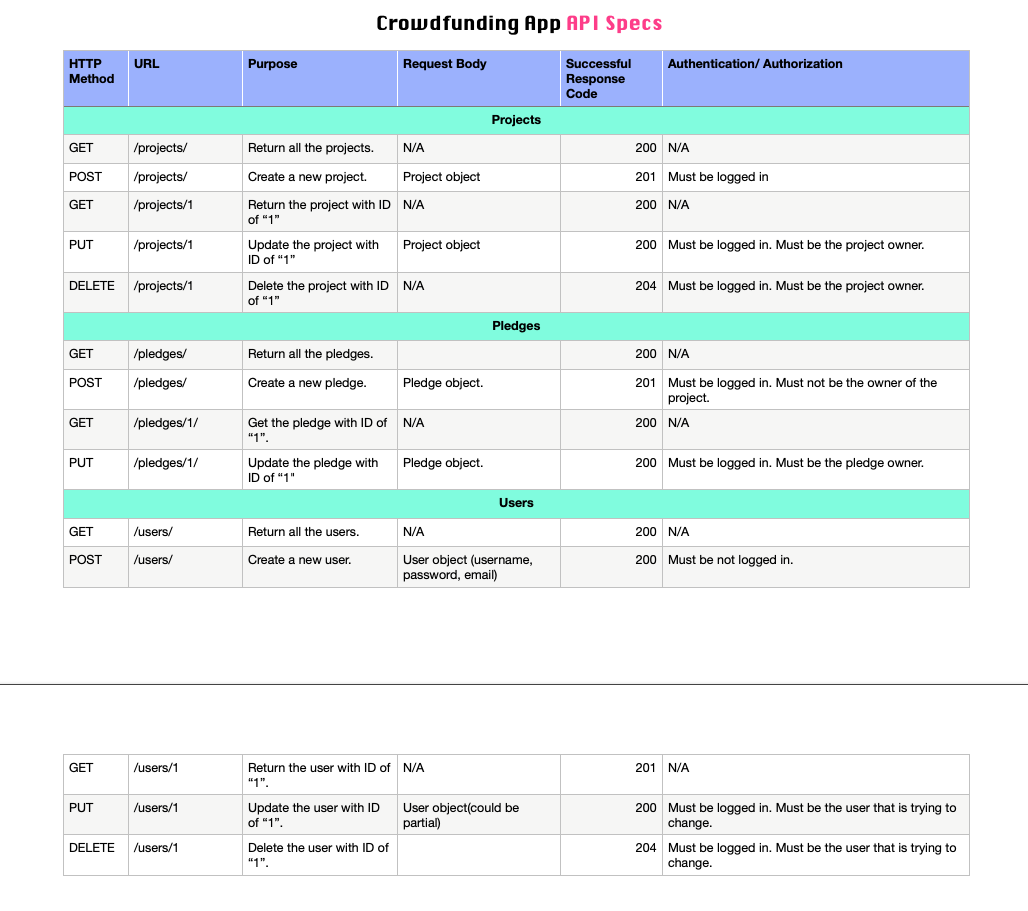 Crowdfunding App API Specs
HTTP Method URL Purpose Request Body Successful Response Code Authentication/ Authorization
Projects
GET /projects/ Return all the projects. N/A 200 N/A
POST /projects/ Create a new project. Project object 201 Must be logged in
GET /projects/1 Return the project with ID of “1” N/A 200 N/A
PUT /projects/1 Update the project with ID of “1” Project object 200 Must be logged in. Must be the project owner.
DELETE /projects/1 Delete the project with ID of “1” N/A 204 Must be logged in. Must be the project owner.
Pledges
GET /pledges/ Return all the pledges. 200 N/A
POST /pledges/ Create a new pledge. Pledge object. 201 Must be logged in. Must not be the owner of the project.
GET /pledges/1/ Get the pledge with ID of “1”. N/A 200 N/A
PUT /pledges/1/ Update the pledge with ID of “1" Pledge object. 200 Must be logged in. Must be the pledge owner.
Users
GET /users/ Return all the users. N/A 200 N/A
POST /users/ Create a new user. User object (username, password, email) 200 Must be not logged in.
GET /users/1 Return the user with ID of “1”. N/A 201 N/A
PUT /users/1 Update the user with ID of “1”. User object(could be partial) 200 Must be logged in. Must be the user that is trying to change.
DELETE /users/1 Delete the user with ID of “1”. 204 Must be logged in. Must be the user that is trying to change.